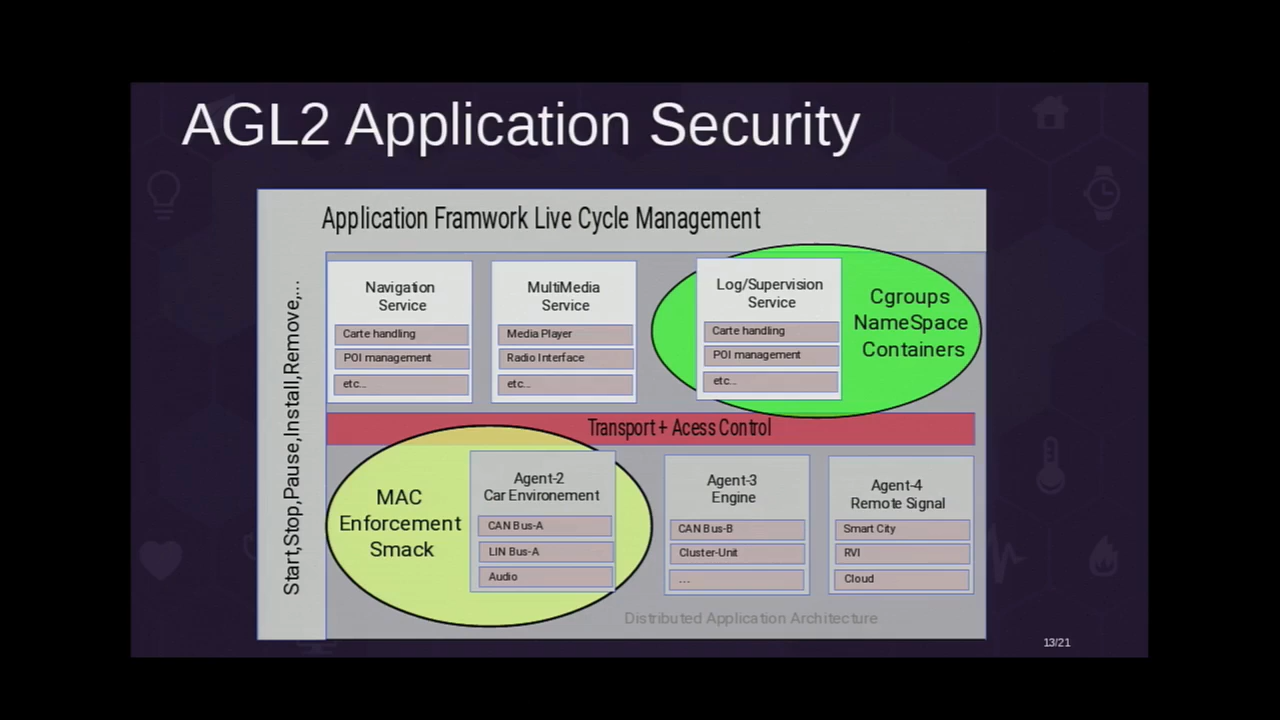 AGL2 Application Security
Application Framwork Live Cycle Management
Start,Stop,Pause,Install,Remove,...
Navigation
Service
Carte handling
POI management
etc...
MultiMedia
Service
Media Player
Radio Interface
etc...
Log/Supervision
Service
Carte handling
POI management
etc...
Cgroups
NameSpace
Containers
Transport + Acess Control
MAC
Enforcement
Smack
Agent-2
Car Environement
CAN Bus-A
LIN Bus-A
Audio
Agent-3
Engine
CAN Bus-B
Cluster-Unit
...
Agent-4
Remote Signal
Smart City
RVI
Cloud
Distributed Application Architecture
13/21